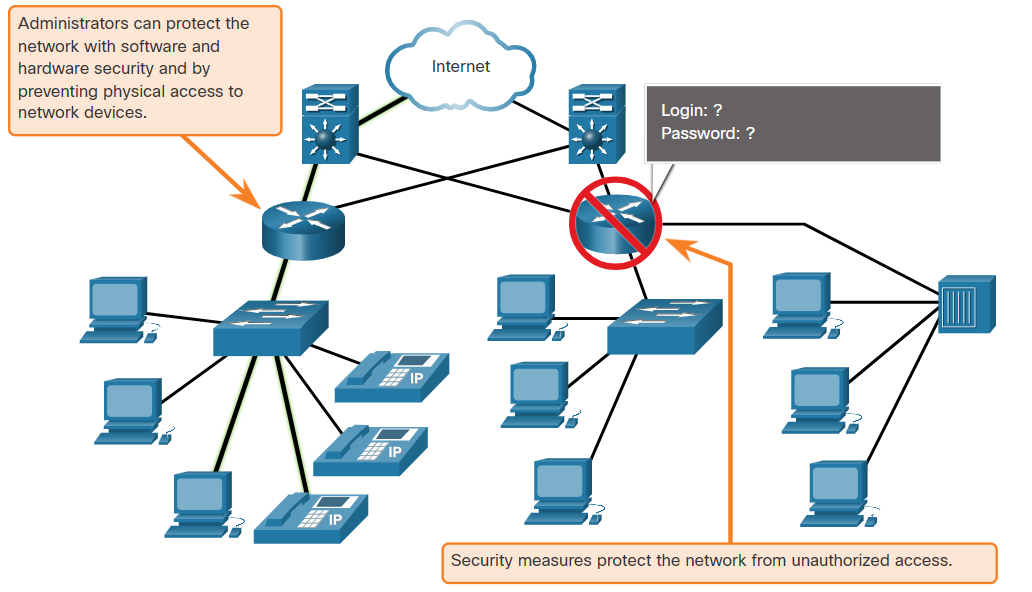 Administrators can protect the
network with software and
hardware security and by
preventing physical access to
network devices.
Internet
Login: ?
Password: ?
IP
IP
IP
Security measures protect the network from unauthorized access.